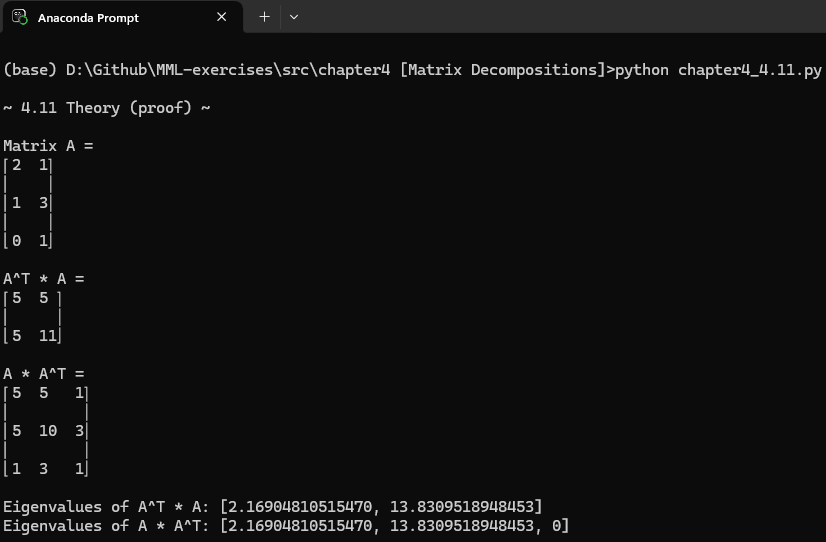 Anaconda Prompt
(base) D:\Github\MML-exercises\src\chapter4 [Matrix Decompositions]>python chapter4_4.11.py
~ 4.11 Theory (proof) ~
Matrix A =
⎡2  1⎤
⎢    ⎥
⎢1  3⎥
⎢    ⎥
⎣0  1⎦
A^T * A =
⎡5  5 ⎤
⎢     ⎥
⎣5  11⎦
A * A^T =
⎡5  5   1⎤
⎢        ⎥
⎢5  10  3⎥
⎢        ⎥
⎣1  3   1⎦
Eigenvalues of A^T * A: [2.16904810515470, 13.8309518948453]
Eigenvalues of A * A^T: [2.16904810515470, 13.8309518948453, 0]